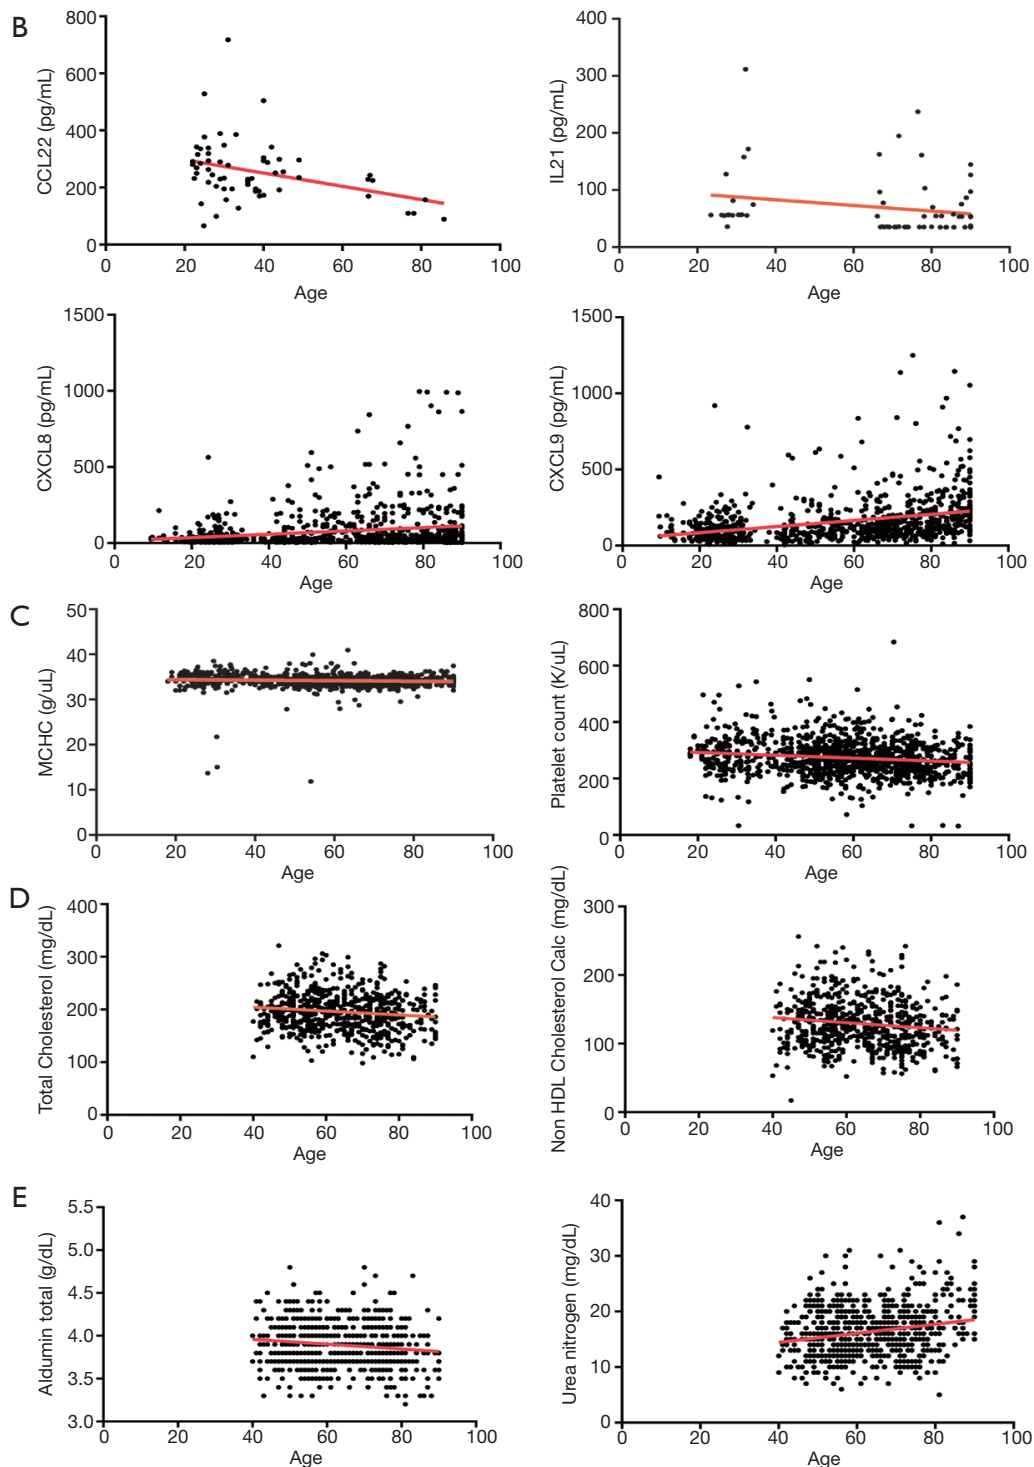 B
CCL22 (pg/mL)
800
600
400
200
0
0 20 40 60 80 100
Age
IL21 (pg/mL)
400
300
200
100
0
0 20 40 60 80 100
Age
CXCL8 (pg/mL)
1500
1000
500
0
0 20 40 60 80 100
Age
CXCL9 (pg/mL)
1500
1000
500
0
0 20 40 60 80 100
Age
C
MCHC (g/uL)
50
40
30
20
10
0
0 20 40 60 80 100
Age
Platelet count (K/uL)
800
600
400
200
0
0 20 40 60 80 100
Age
D
Total Cholesterol (mg/dL)
400
300
200
100
0
0 20 40 60 80 100
Age
Non HDL Cholesterol Calc (mg/dL)
300
200
100
0
0 20 40 60 80 100
Age
E
Aldumin total (g/dL)
5.5
5.0
4.5
4.0
3.5
3.0
0 20 40 60 80 100
Age
Urea nitrogen (mg/dL)
40
30
20
10
0
0 20 40 60 80 100
Age